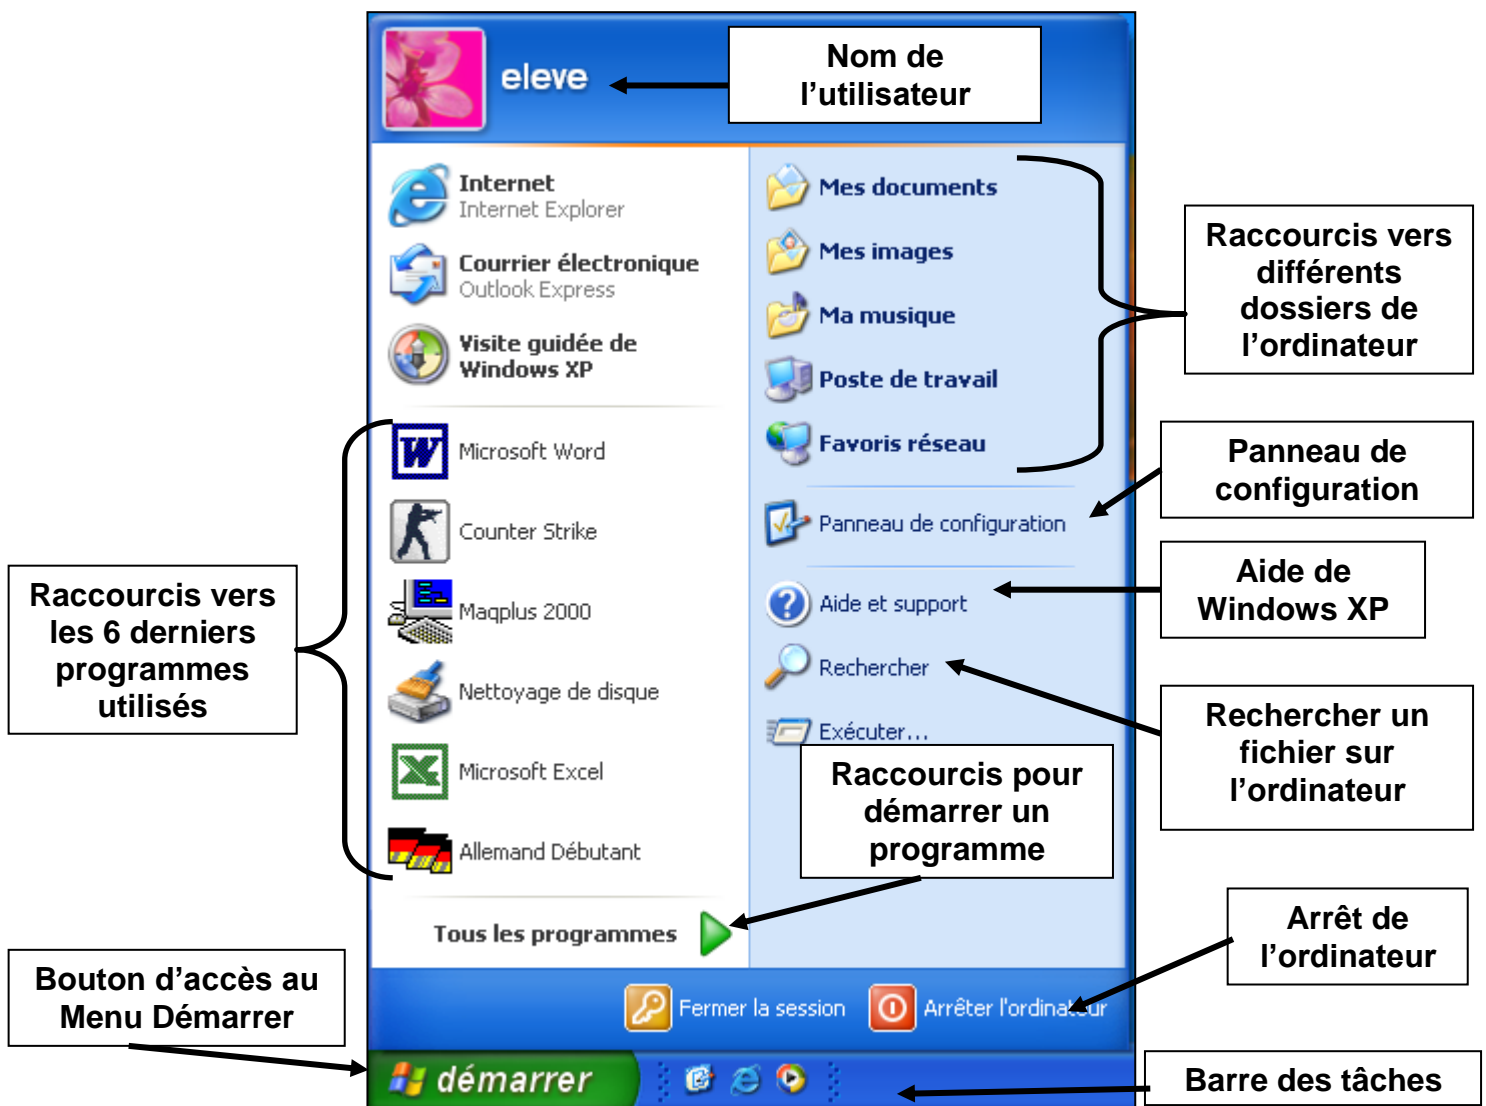 eleve
Nom de
l’utilisateur
Internet
Internet Explorer
Courrier électronique
Outlook Express
Visite guidée de
Windows XP
Microsoft Word
Counter Strike
Maqplus 2000
Nettoyage de disque
Microsoft Excel
Allemand Débutant
Tous les programmes
Mes documents
Mes images
Ma musique
Poste de travail
Favoris réseau
Panneau de configuration
Aide et support
Rechercher
Exécuter...
Raccourcis vers
différents
dossiers de
l’ordinateur
Panneau de
configuration
Aide de
Windows XP
Rechercher un
fichier sur
l’ordinateur
Raccourcis vers
les 6 derniers
programmes
utilisés
Raccourcis pour
démarrer un
programme
Arrêt de
l’ordinateur
Bouton d’accès au
Menu Démarrer
Fermer la session
Arrêter l'ordinateur
démarrer
Barre des tâches